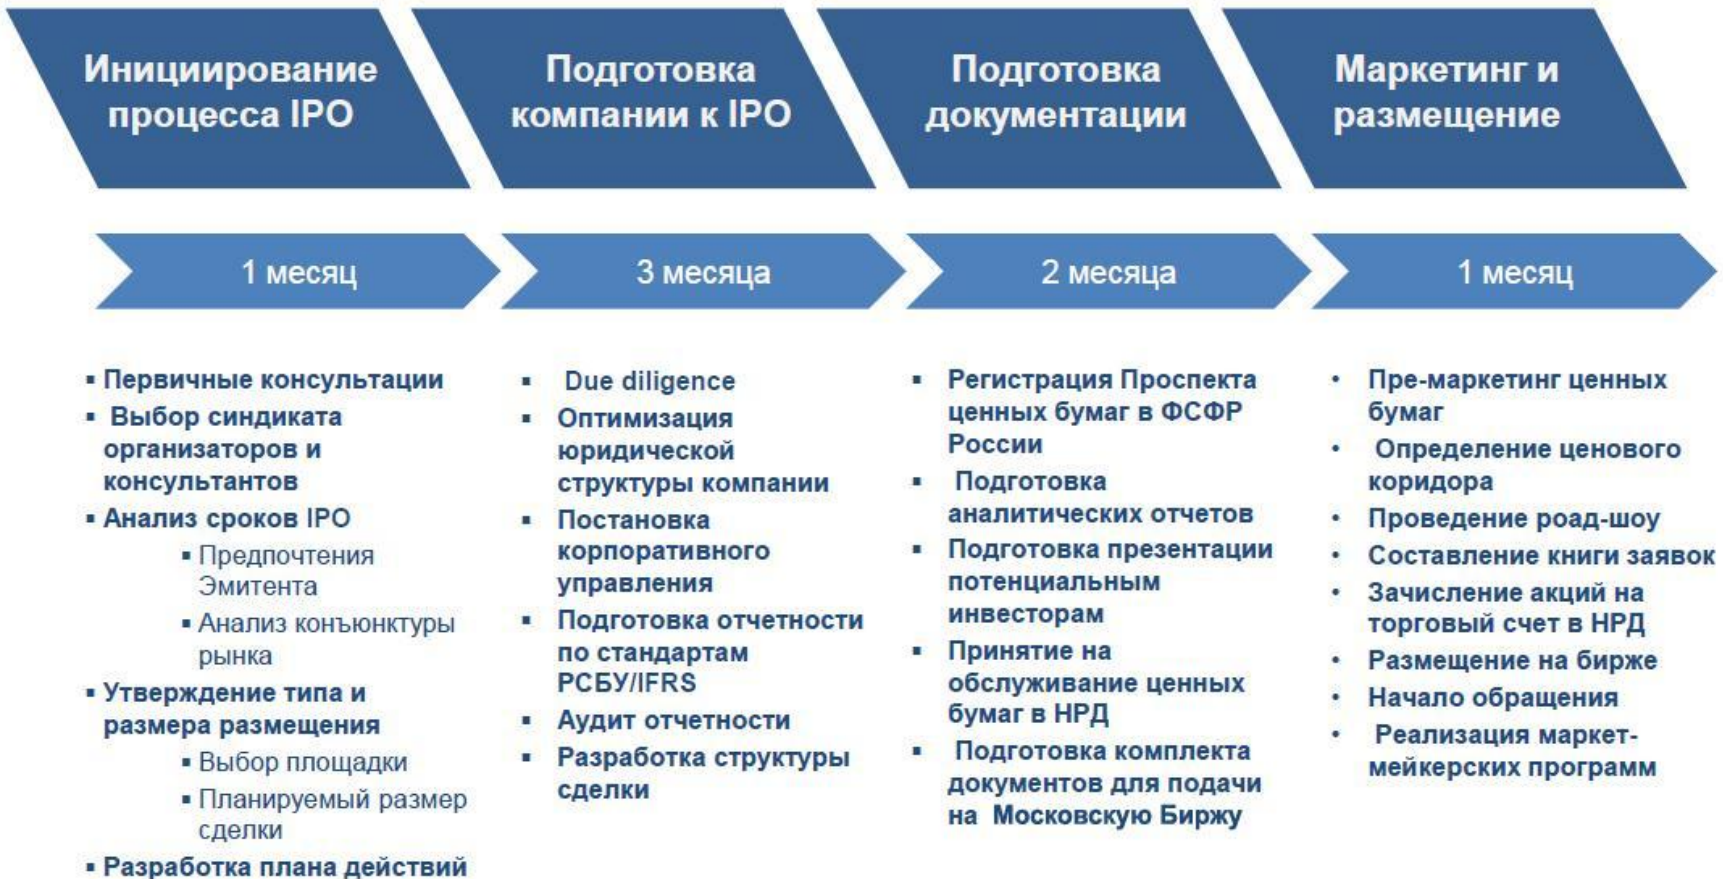 Инициирование
процесса IPO
Подготовка
компании к IPO
Подготовка
документации
Маркетинг и
размещение
1 месяц
3 месяца
2 месяца
1 месяц
▪ Первичные консультации
▪ Выбор синдиката
организаторов и
консультантов
▪ Анализ сроков IPO
▪ Предпочтения
Эмитента
▪ Анализ конъюнктуры
рынка
▪ Утверждение типа и
размера размещения
▪ Выбор площадки
▪ Планируемый размер
сделки
▪ Разработка плана действий
▪ Due diligence
▪ Оптимизация
юридической
структуры компании
▪ Постановка
корпоративного
управления
▪ Подготовка отчетности
по стандартам
РСБУ/IFRS
▪ Аудит отчетности
▪ Разработка структуры
сделки
▪ Регистрация Проспекта
ценных бумаг в ФСФР
России
▪ Подготовка
аналитических отчетов
▪ Подготовка презентации
потенциальным
инвесторам
▪ Принятие на
обслуживание ценных
бумаг в НРД
▪ Подготовка комплекта
документов для подачи
на Московскую Биржу
• Пре-маркетинг ценных
бумаг
• Определение ценового
коридора
• Проведение роад-шоу
• Составление книги заявок
• Зачисление акций на
торговый счет в НРД
• Размещение на бирже
• Начало обращения
• Реализация маркет-
мейкерских программ